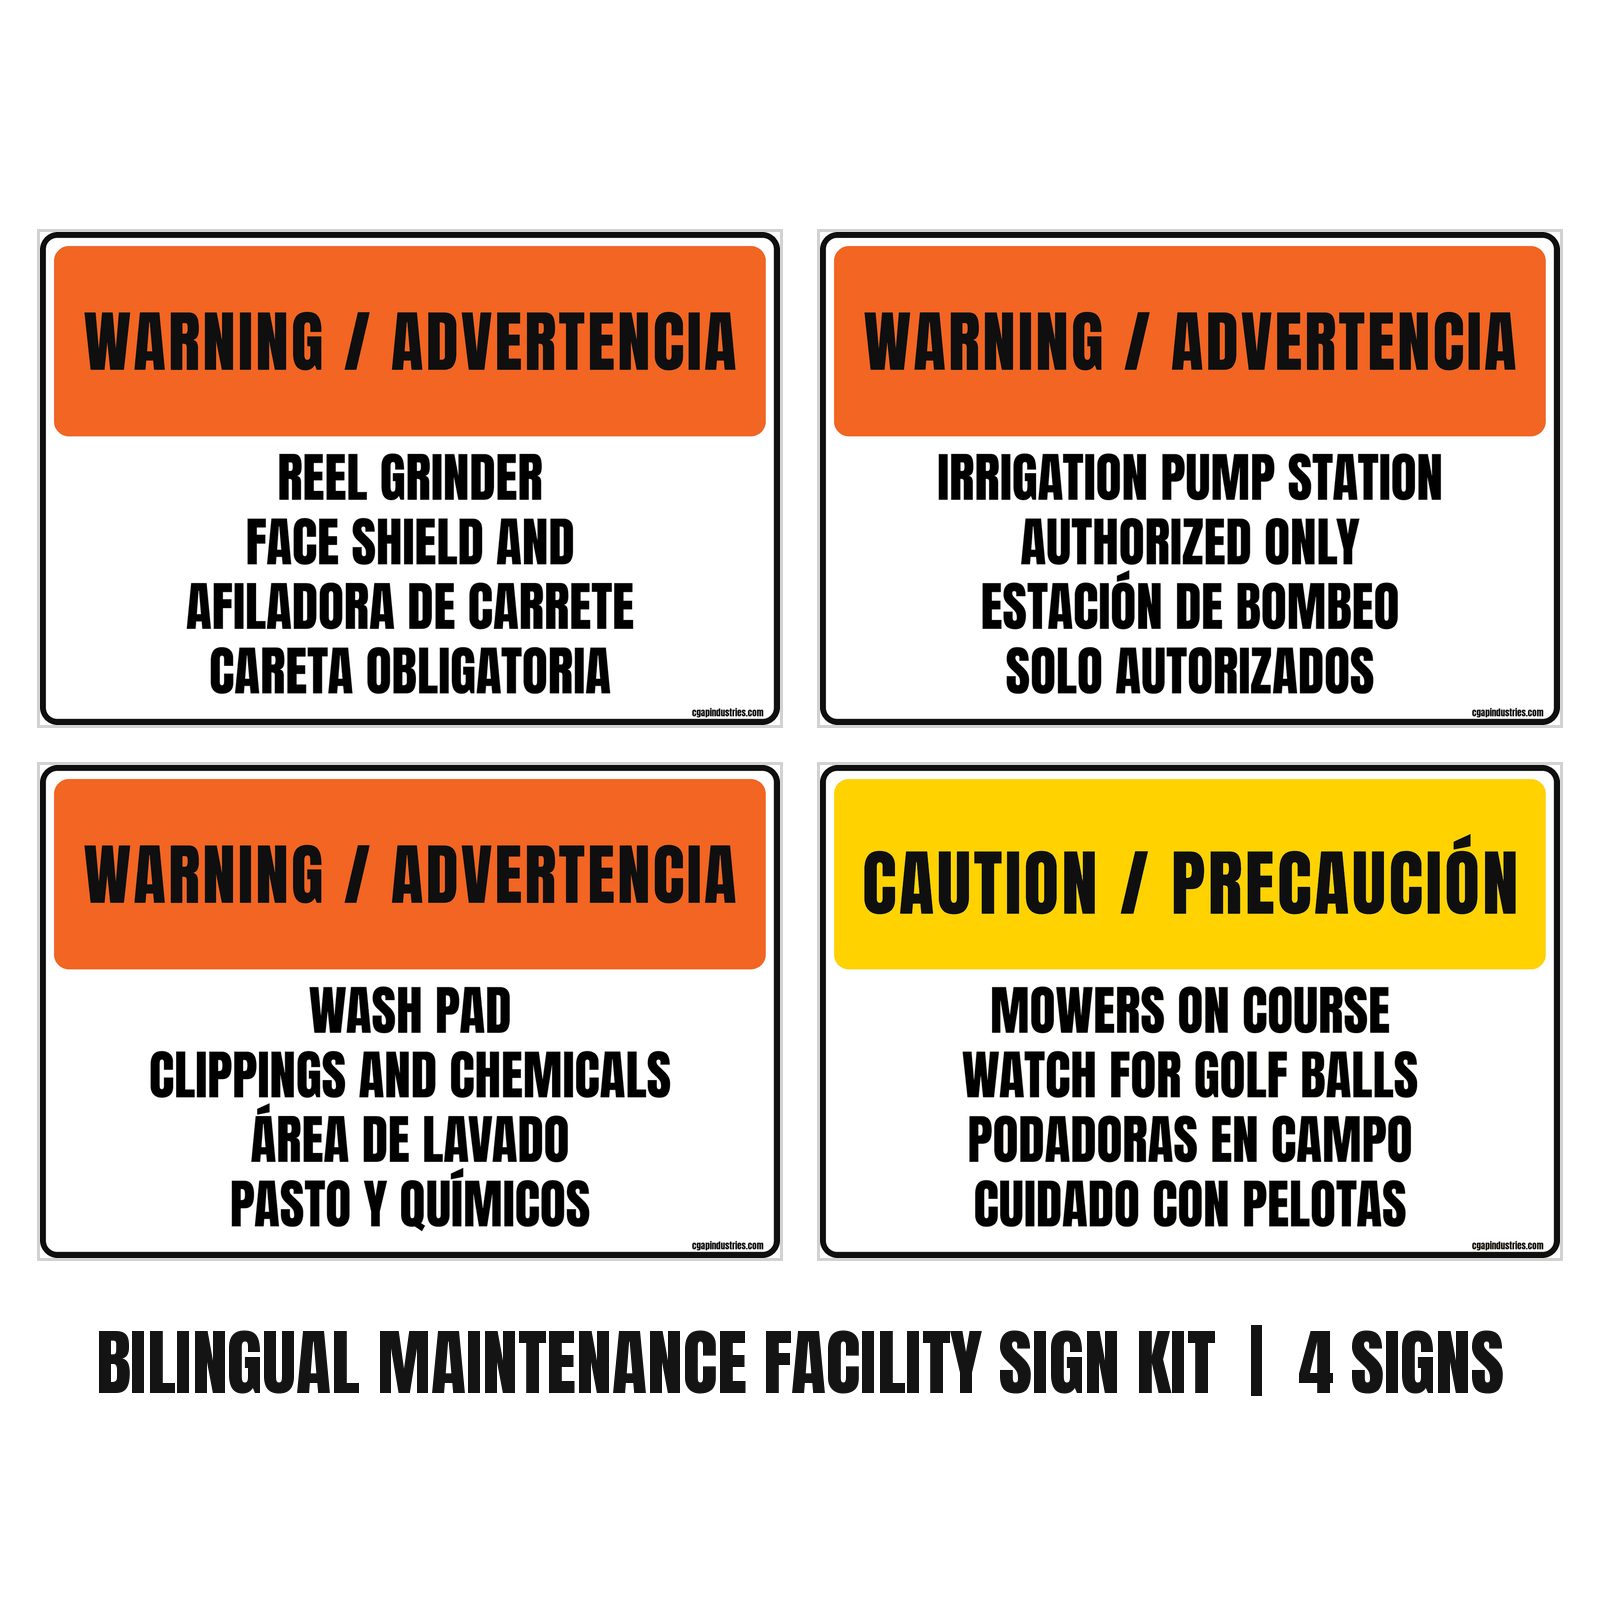 WARNING / ADVERTENCIA
REEL GRINDER
FACE SHIELD AND
AFILADORA DE CARRETE
CARETA OBLIGATORIA
cgapindustries.com
WARNING / ADVERTENCIA
IRRIGATION PUMP STATION
AUTHORIZED ONLY
ESTACIÓN DE BOMBEO
SOLO AUTORIZADOS
cgapindustries.com
WARNING / ADVERTENCIA
WASH PAD
CLIPPINGS AND CHEMICALS
ÁREA DE LAVADO
PASTO Y QUÍMICOS
cgapindustries.com
CAUTION / PRECAUCIÓN
MOWERS ON COURSE
WATCH FOR GOLF BALLS
PODADORAS EN CAMPO
CUIDADO CON PELOTAS
cgapindustries.com
BILINGUAL MAINTENANCE FACILITY SIGN KIT | 4 SIGNS